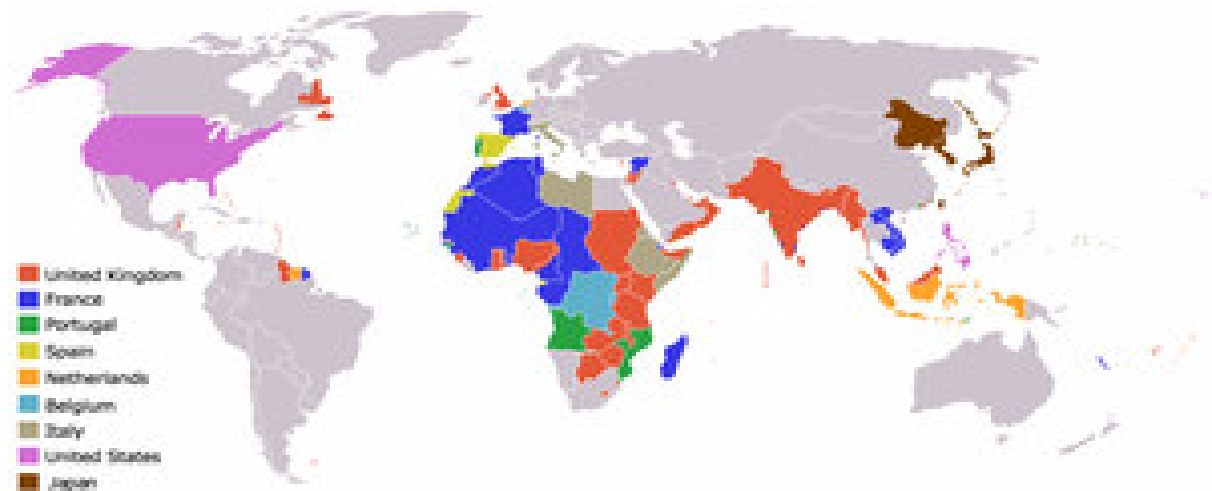 United Kingdom
France
Portugal
Spain
Netherlands
Belgium
Italy
United States
Japan